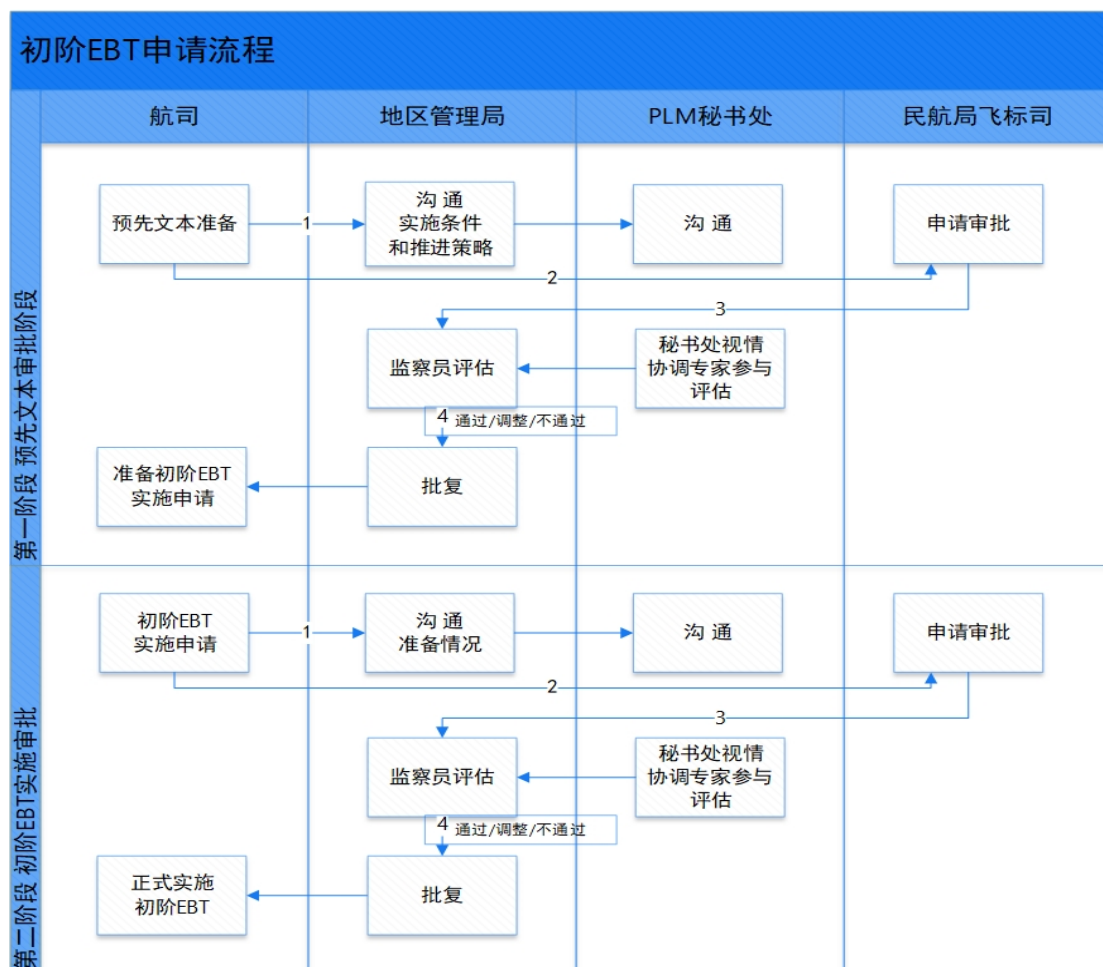 初阶EBT申请流程
航司
地区管理局
PLM秘书处
民航局飞标司
第一阶段 预先文本审批阶段
预先文本准备
1
沟 通
实施条件
和推进策略
沟 通
申请审批
2
3
监察员评估
秘书处视情
协调专家参与
评估
4 通过/调整/不通过
准备初阶EBT
实施申请
批复
第二阶段 初阶EBT实施审批
初阶EBT
实施申请
1
沟 通
准备情况
沟 通
申请审批
2
3
监察员评估
秘书处视情
协调专家参与
评估
4 通过/调整/不通过
正式实施
初阶EBT
批复